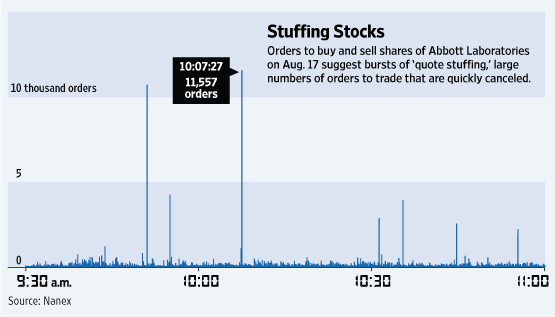 Stuffing Stocks
Orders to buy and sell shares of Abbott Laboratories
on Aug. 17 suggest bursts of ‘quote stuffing,’ large
numbers of orders to trade that are quickly canceled.
10:07:27
11,557
orders
10 thousand orders
5
0
9:30 a.m.
10:00
10:30
11:00
Source: Nanex